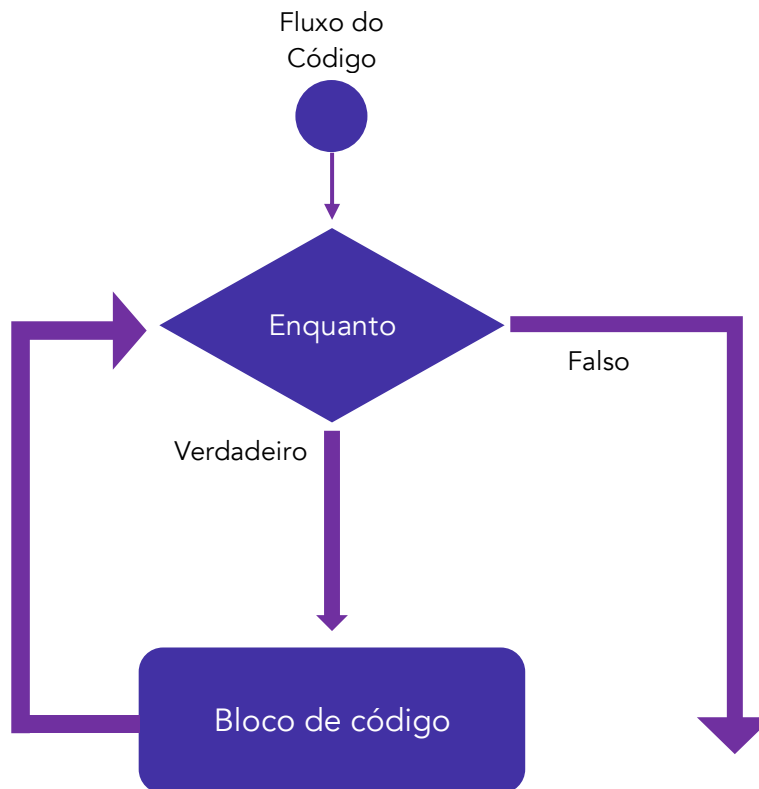 Fluxo do
Código
Enquanto
Falso
Verdadeiro
Bloco de código